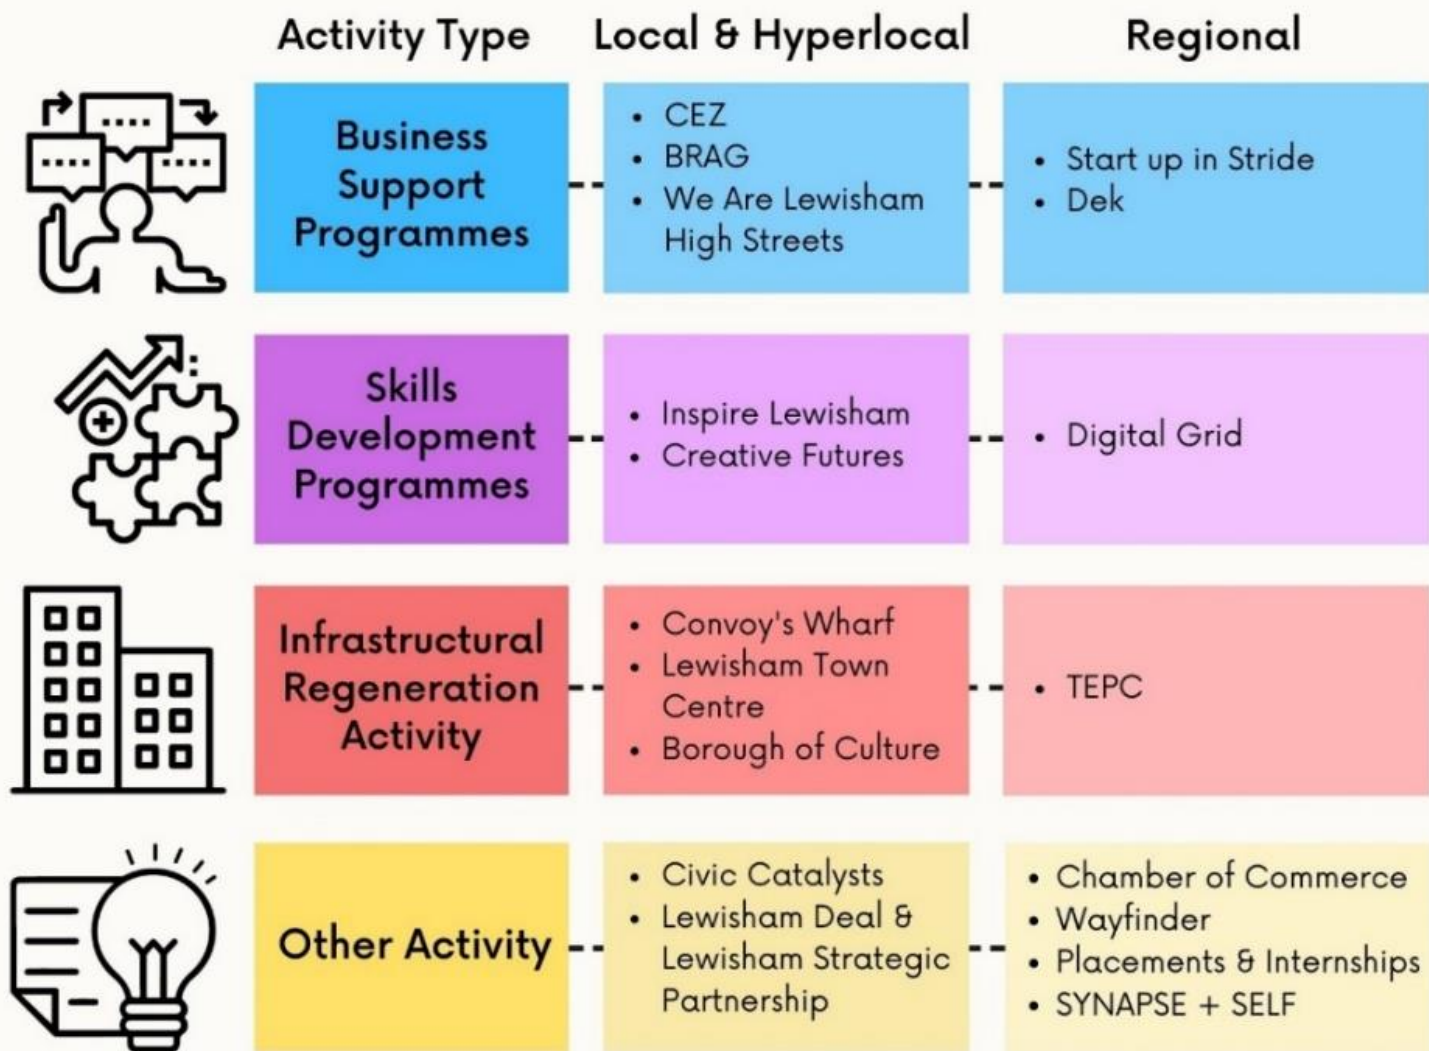 Activity Type
Local & Hyperlocal
Regional
Business
Support
Programmes
• CEZ
• BRAG
• We Are Lewisham
High Streets
• Start up in Stride
• Dek
Skills
Development
Programmes
• Inspire Lewisham
• Creative Futures
• Digital Grid
Infrastructural
Regeneration
Activity
• Convoy's Wharf
• Lewisham Town
Centre
• Borough of Culture
• TEPC
Other Activity
• Civic Catalysts
• Lewisham Deal &
Lewisham Strategic
Partnership
• Chamber of Commerce
• Wayfinder
• Placements & Internships
• SYNAPSE + SELF